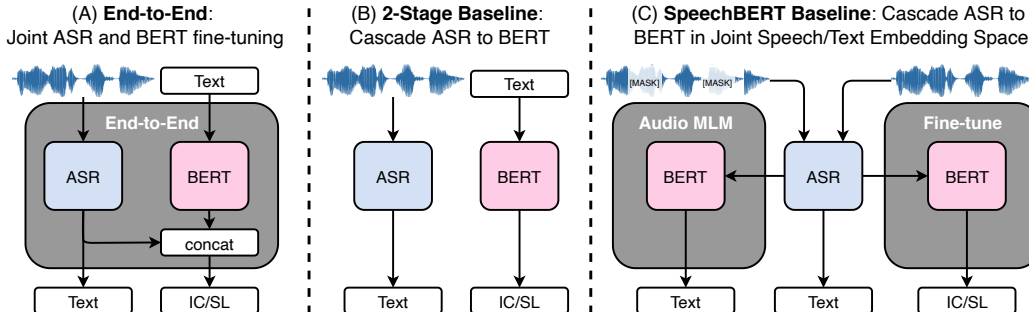 (A) End-to-End:
Joint ASR and BERT fine-tuning
Text
End-to-End
ASR
BERT
concat
Text
IC/SL
(B) 2-Stage Baseline:
Cascade ASR to BERT
Text
ASR
BERT
Text
IC/SL
(C) SpeechBERT Baseline: Cascade ASR to
BERT in Joint Speech/Text Embedding Space
[MASK]
[MASK]
Audio MLM
Fine-tune
BERT
ASR
BERT
Text
Text
IC/SL